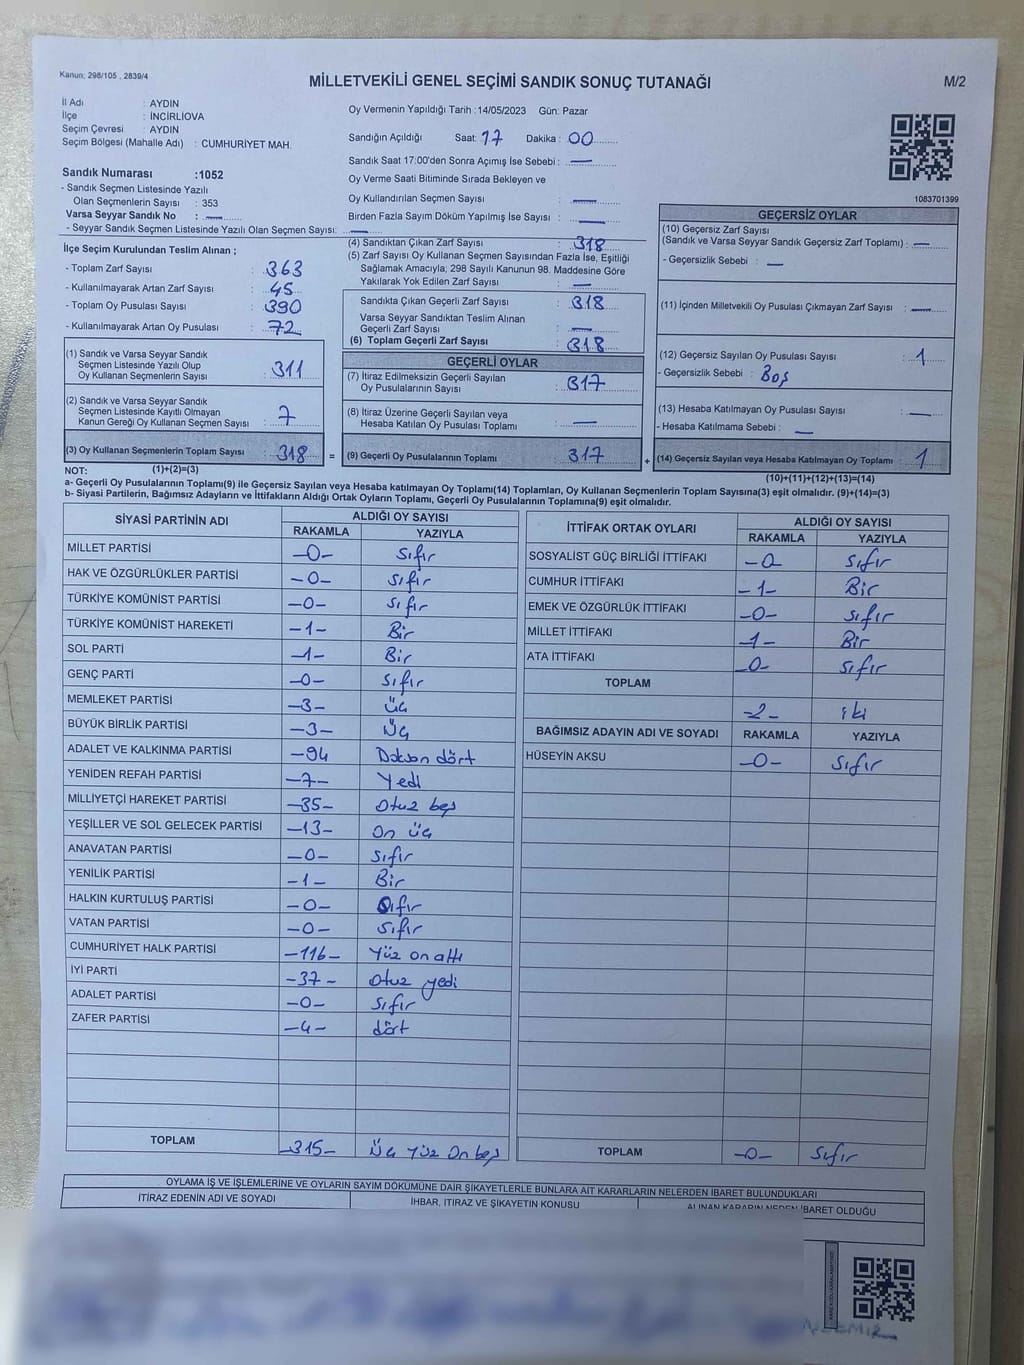 Kanun; 298/105 , 2839/4
MİLLETVEKİLİ GENEL SEÇİMİ SANDIK SONUÇ TUTANAĞI
M/2
İl Adı : AYDIN
İlçe : İNCİRLİOVA
Seçim Çevresi : AYDIN
Seçim Bölgesi (Mahalle Adı) : CUMHURİYET MAH.
Oy Vermenin Yapıldığı Tarih :14/05/2023 Gün: Pazar
Sandığın Açıldığı Saat: 17 Dakika : 00
Sandık Saat 17:00'den Sonra Açımış İse Sebebi : —
Oy Verme Saati Bitiminde Sırada Bekleyen ve
Oy Kullandırılan Seçmen Sayısı : —
Birden Fazla Sayım Döküm Yapılmış İse Sayısı : —
1083701399
Sandık Numarası :1052
- Sandık Seçmen Listesinde Yazılı
Olan Seçmenlerin Sayısı : 353
Varsa Seyyar Sandık No : —
- Seyyar Sandık Seçmen Listesinde Yazılı Olan Seçmen Sayısı: —
İlçe Seçim Kurulundan Teslim Alınan ;
- Toplam Zarf Sayısı : 363
- Kullanılmayarak Artan Zarf Sayısı : 45
- Toplam Oy Pusulası Sayısı : 390
- Kullanılmayarak Artan Oy Pusulası : 72
(1) Sandık ve Varsa Seyyar Sandık
Seçmen Listesinde Yazılı Olup
Oy Kullanan Seçmenlerin Sayısı : 311
(2) Sandık ve Varsa Seyyar Sandık
Seçmen Listesinde Kayıtlı Olmayan
Kanun Gereği Oy Kullanan Seçmen Sayısı : 7
(3) Oy Kullanan Seçmenlerin Toplam Sayısı : 318 =
(4) Sandıktan Çıkan Zarf Sayısı : 318
(5) Zarf Sayısı Oy Kullanan Seçmen Sayısından Fazla İse, Eşitliği
Sağlamak Amacıyla; 298 Sayılı Kanunun 98. Maddesine Göre
Yakılarak Yok Edilen Zarf Sayısı : —
Sandıkta Çıkan Geçerli Zarf Sayısı : 318
Varsa Seyyar Sandıktan Teslim Alınan
Geçerli Zarf Sayısı : —
(6) Toplam Geçerli Zarf Sayısı : 318
GEÇERLİ OYLAR
(7) İtiraz Edilmeksizin Geçerli Sayılan
Oy Pusulalarının Sayısı : 317
(8) İtiraz Üzerine Geçerli Sayılan veya
Hesaba Katılan Oy Pusulası Toplamı : —
(9) Geçerli Oy Pusulalarının Toplamı : 317 +
GEÇERSİZ OYLAR
(10) Geçersiz Zarf Sayısı
(Sandık ve Varsa Seyyar Sandık Geçersiz Zarf Toplamı) : —
- Geçersizlik Sebebi : —
(11) İçinden Milletvekili Oy Pusulası Çıkmayan Zarf Sayısı : —
(12) Geçersiz Sayılan Oy Pusulası Sayısı : 1
- Geçersizlik Sebebi : Boş
(13) Hesaba Katılmayan Oy Pusulası Sayısı : —
- Hesaba Katılmama Sebebi : —
(14) Geçersiz Sayılan veya Hesaba Katılmayan Oy Toplamı : 1
NOT: (1)+(2)=(3)
(10)+(11)+(12)+(13)=(14)
a- Geçerli Oy Pusulalarının Toplamı(9) ile Geçersiz Sayılan veya Hesaba katılmayan Oy Toplamı(14) Toplamları, Oy Kullanan Seçmenlerin Toplam Sayısına(3) eşit olmalıdır. (9)+(14)=(3)
b- Siyasi Partilerin, Bağımsız Adayların ve İttifakların Aldığı Ortak Oyların Toplamı, Geçerli Oy Pusulalarının Toplamına(9) eşit olmalıdır.
SİYASİ PARTİNİN ADI ALDIĞI OY SAYISI
RAKAMLA YAZIYLA
MİLLET PARTİSİ -0- Sıfır
HAK VE ÖZGÜRLÜKLER PARTİSİ -0- Sıfır
TÜRKİYE KOMÜNİST PARTİSİ -0- Sıfır
TÜRKİYE KOMÜNİST HAREKETİ -1- Bir
SOL PARTİ -1- Bir
GENÇ PARTİ -0- Sıfır
MEMLEKET PARTİSİ -3- Üç
BÜYÜK BİRLİK PARTİSİ -3- Üç
ADALET VE KALKINMA PARTİSİ -94 Doksan dört
YENİDEN REFAH PARTİSİ -7- Yedi
MİLLİYETÇİ HAREKET PARTİSİ -35- Otuz beş
YEŞİLLER VE SOL GELECEK PARTİSİ -13- On üç
ANAVATAN PARTİSİ -0- Sıfır
YENİLİK PARTİSİ -1- Bir
HALKIN KURTULUŞ PARTİSİ -0- Sıfır
VATAN PARTİSİ -0- Sıfır
CUMHURİYET HALK PARTİSİ -116- Yüz on altı
İYİ PARTİ -37- Otuz yedi
ADALET PARTİSİ -0- Sıfır
ZAFER PARTİSİ -4- dört
TOPLAM -315- Üç Yüz On beş
İTTİFAK ORTAK OYLARI ALDIĞI OY SAYISI
RAKAMLA YAZIYLA
SOSYALİST GÜÇ BİRLİĞİ İTTİFAKI -0 Sıfır
CUMHUR İTTİFAKI -1- Bir
EMEK VE ÖZGÜRLÜK İTTİFAKI -0- Sıfır
MİLLET İTTİFAKI -1- Bir
ATA İTTİFAKI -0- Sıfır
TOPLAM
-2- iki
BAĞIMSIZ ADAYIN ADI VE SOYADI RAKAMLA YAZIYLA
HÜSEYİN AKSU -0- Sıfır
TOPLAM -0- Sıfır
OYLAMA İŞ VE İŞLEMLERİNE VE OYLARIN SAYIM DÖKÜMÜNE DAİR ŞİKAYETLERLE BUNLARA AİT KARARLARIN NELERDEN İBARET BULUNDUKLARI
İTİRAZ EDENİN ADI VE SOYADI İHBAR, İTİRAZ VE ŞİKAYETİN KONUSU ALINAN KARARIN NEDEN İBARET OLDUĞU